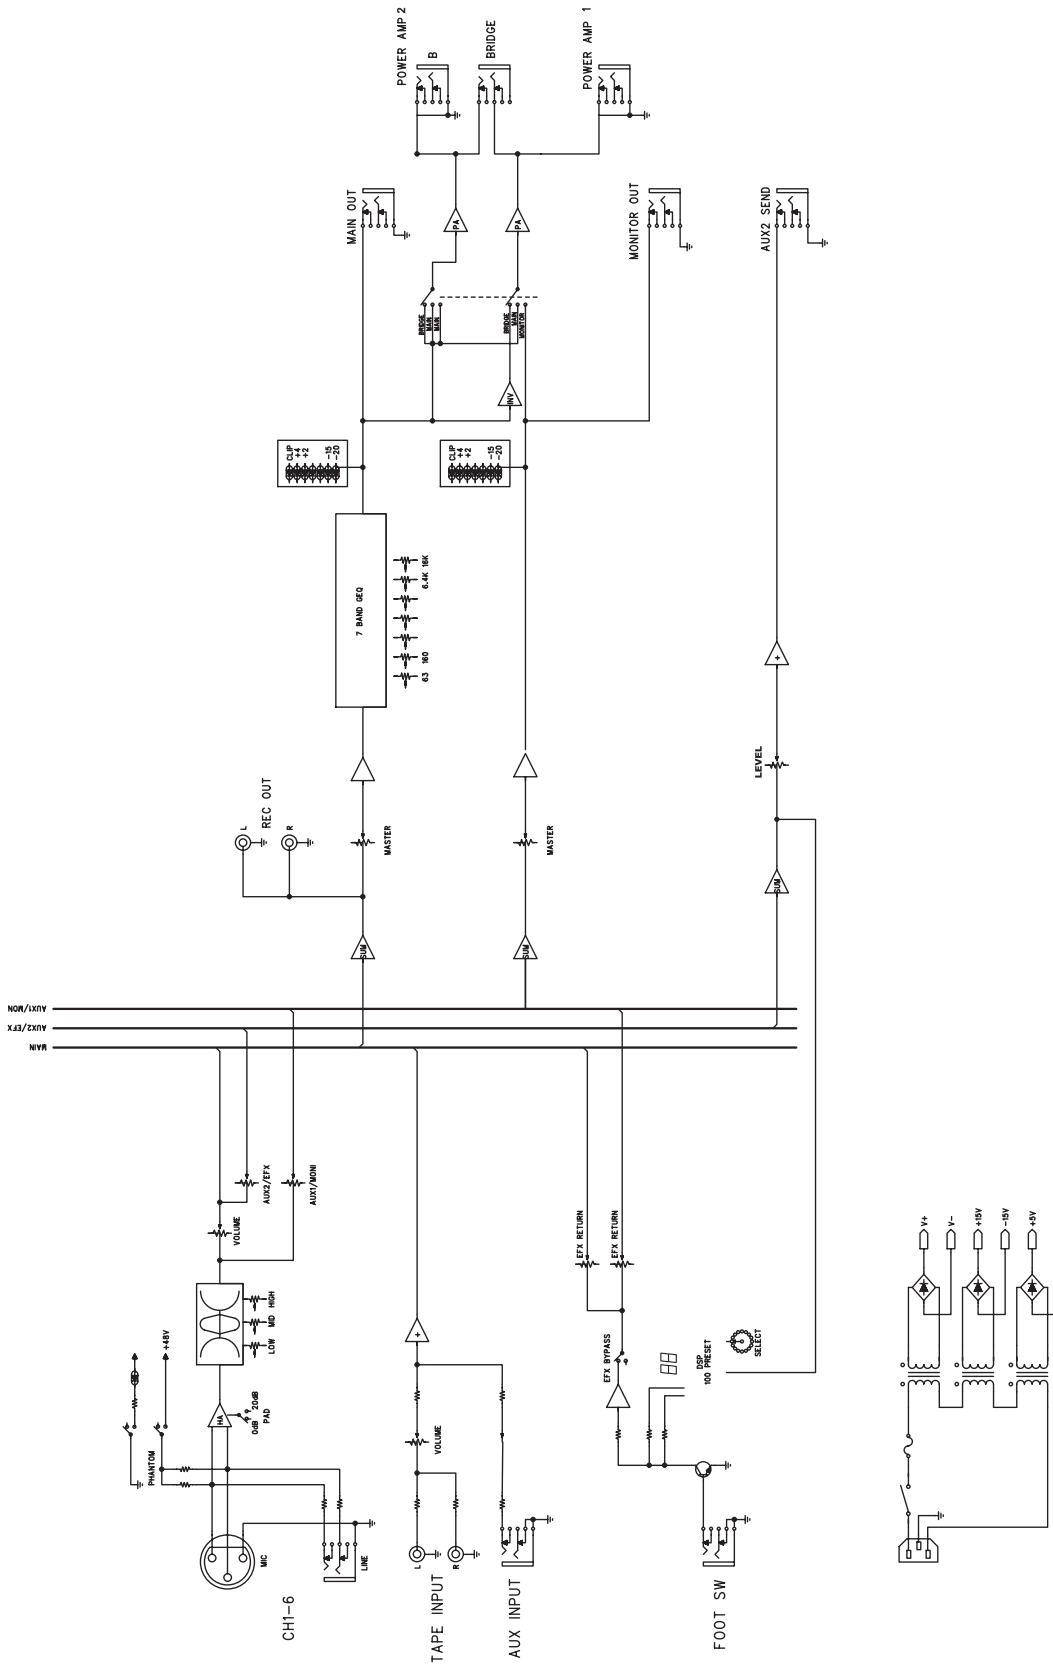 POWER AMP 2
B
BRIDGE
POWER AMP 1
MAIN OUT
MONITOR OUT
AUX2 SEND
PA
PA
BRIDGE
MAIN
MAIN
BRIDGE
MAIN
MONITOR
INV
CLIP
+4
+2
-15
-20
CLIP
+4
+2
-15
-20
7 BAND GEQ
63
160
6.4K
16K
+
LEVEL
REC OUT
L
R
MASTER
MASTER
SUM
SUM
SUM
AUX1/MON
AUX2/EFX
MAIN
AUX2/EFX
AUX1/MONI
VOLUME
EFX RETURN
EFX RETURN
LOW
MID
HIGH
+48V
PHANTOM
HA
0dB
20dB
PAD
+
VOLUME
EFX BYPASS
88
DSP
100 PRESET
SELECT
V+
V-
+15V
-15V
+5V
MIC
LINE
CH1-6
L
R
TAPE INPUT
AUX INPUT
FOOT SW